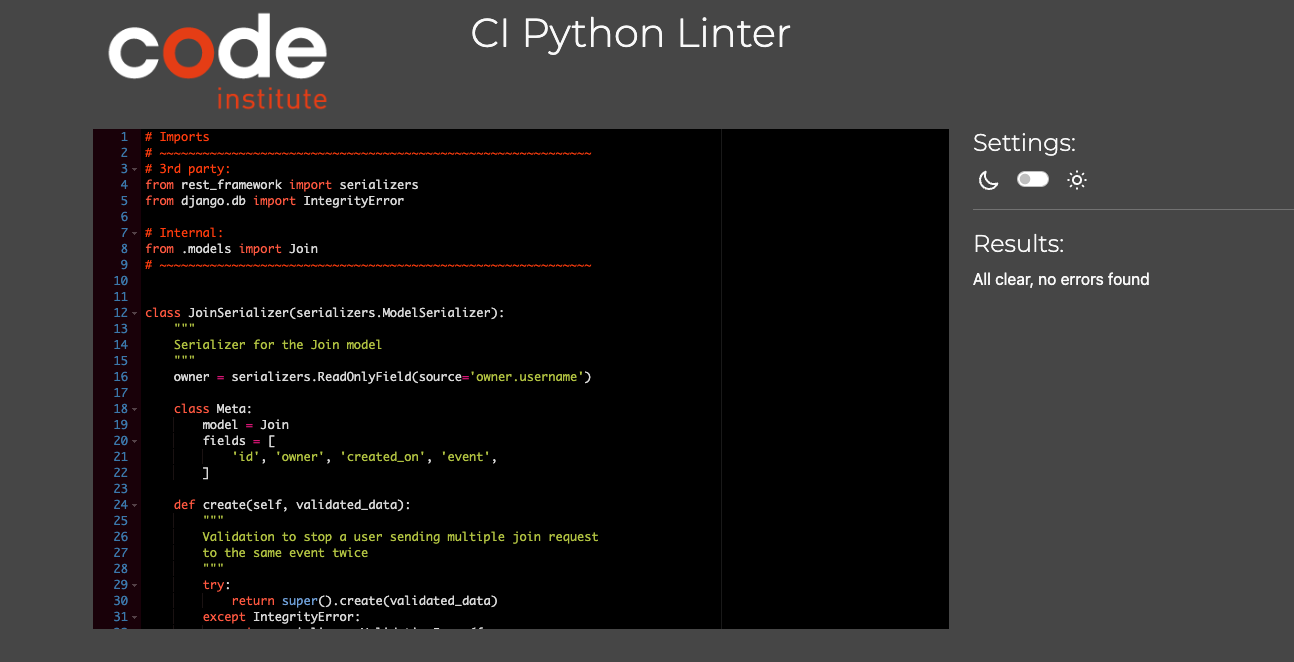 code
institute
CI Python Linter
1 # Imports
2 # ~~~~~~~~~~~~~~~~~~~~~~~~~~~~~~~~~~~~~~~~~~~~~~~~~~~~~~~~~~~~
3 # 3rd party:
4 from rest_framework import serializers
5 from django.db import IntegrityError
6
7 # Internal:
8 from .models import Join
9 # ~~~~~~~~~~~~~~~~~~~~~~~~~~~~~~~~~~~~~~~~~~~~~~~~~~~~~~~~~~~~
10
11
12 class JoinSerializer(serializers.ModelSerializer):
13     """
14     Serializer for the Join model
15     """
16     owner = serializers.ReadOnlyField(source='owner.username')
17
18     class Meta:
19         model = Join
20         fields = [
21             'id', 'owner', 'created_on', 'event',
22         ]
23
24     def create(self, validated_data):
25         """
26         Validation to stop a user sending multiple join request
27         to the same event twice
28         """
29         try:
30             return super().create(validated_data)
31         except IntegrityError:
Settings:
Results:
All clear, no errors found